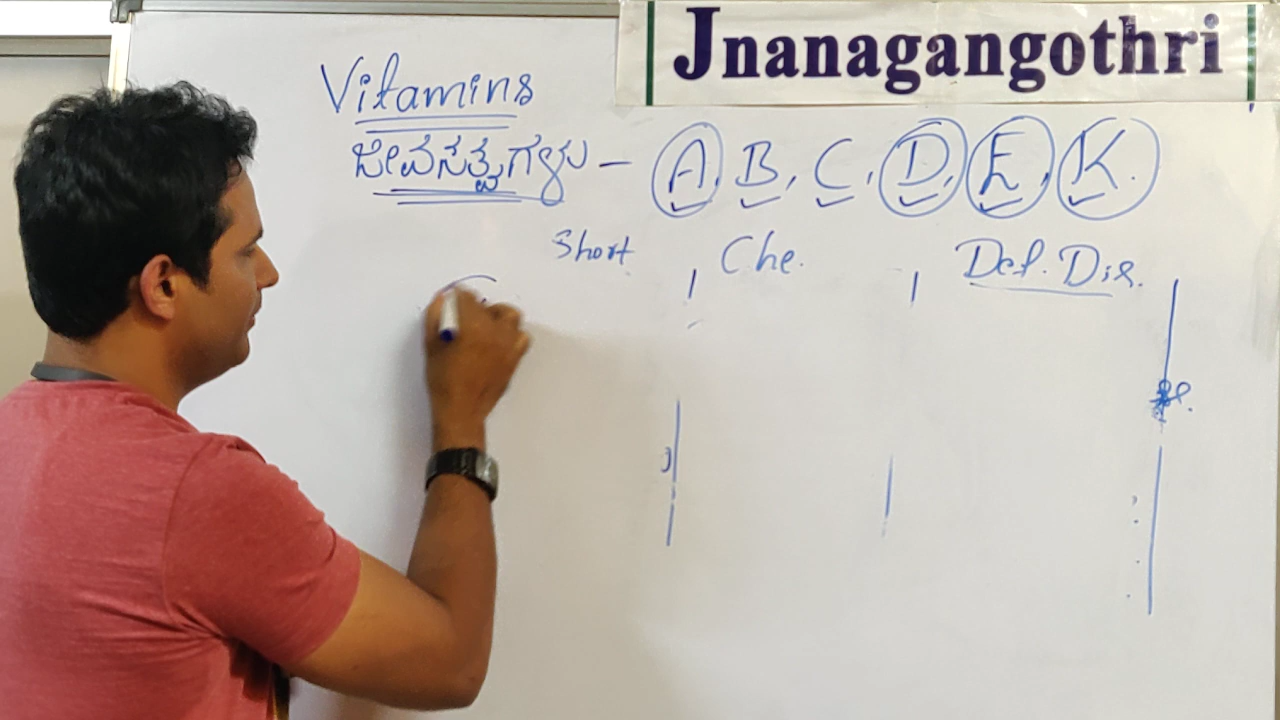 Jnanagangothri
Vitamins
ಜೀವಸತ್ವಗಳು – A, B, C, D, E, K.
Short Che. Def. Dis.